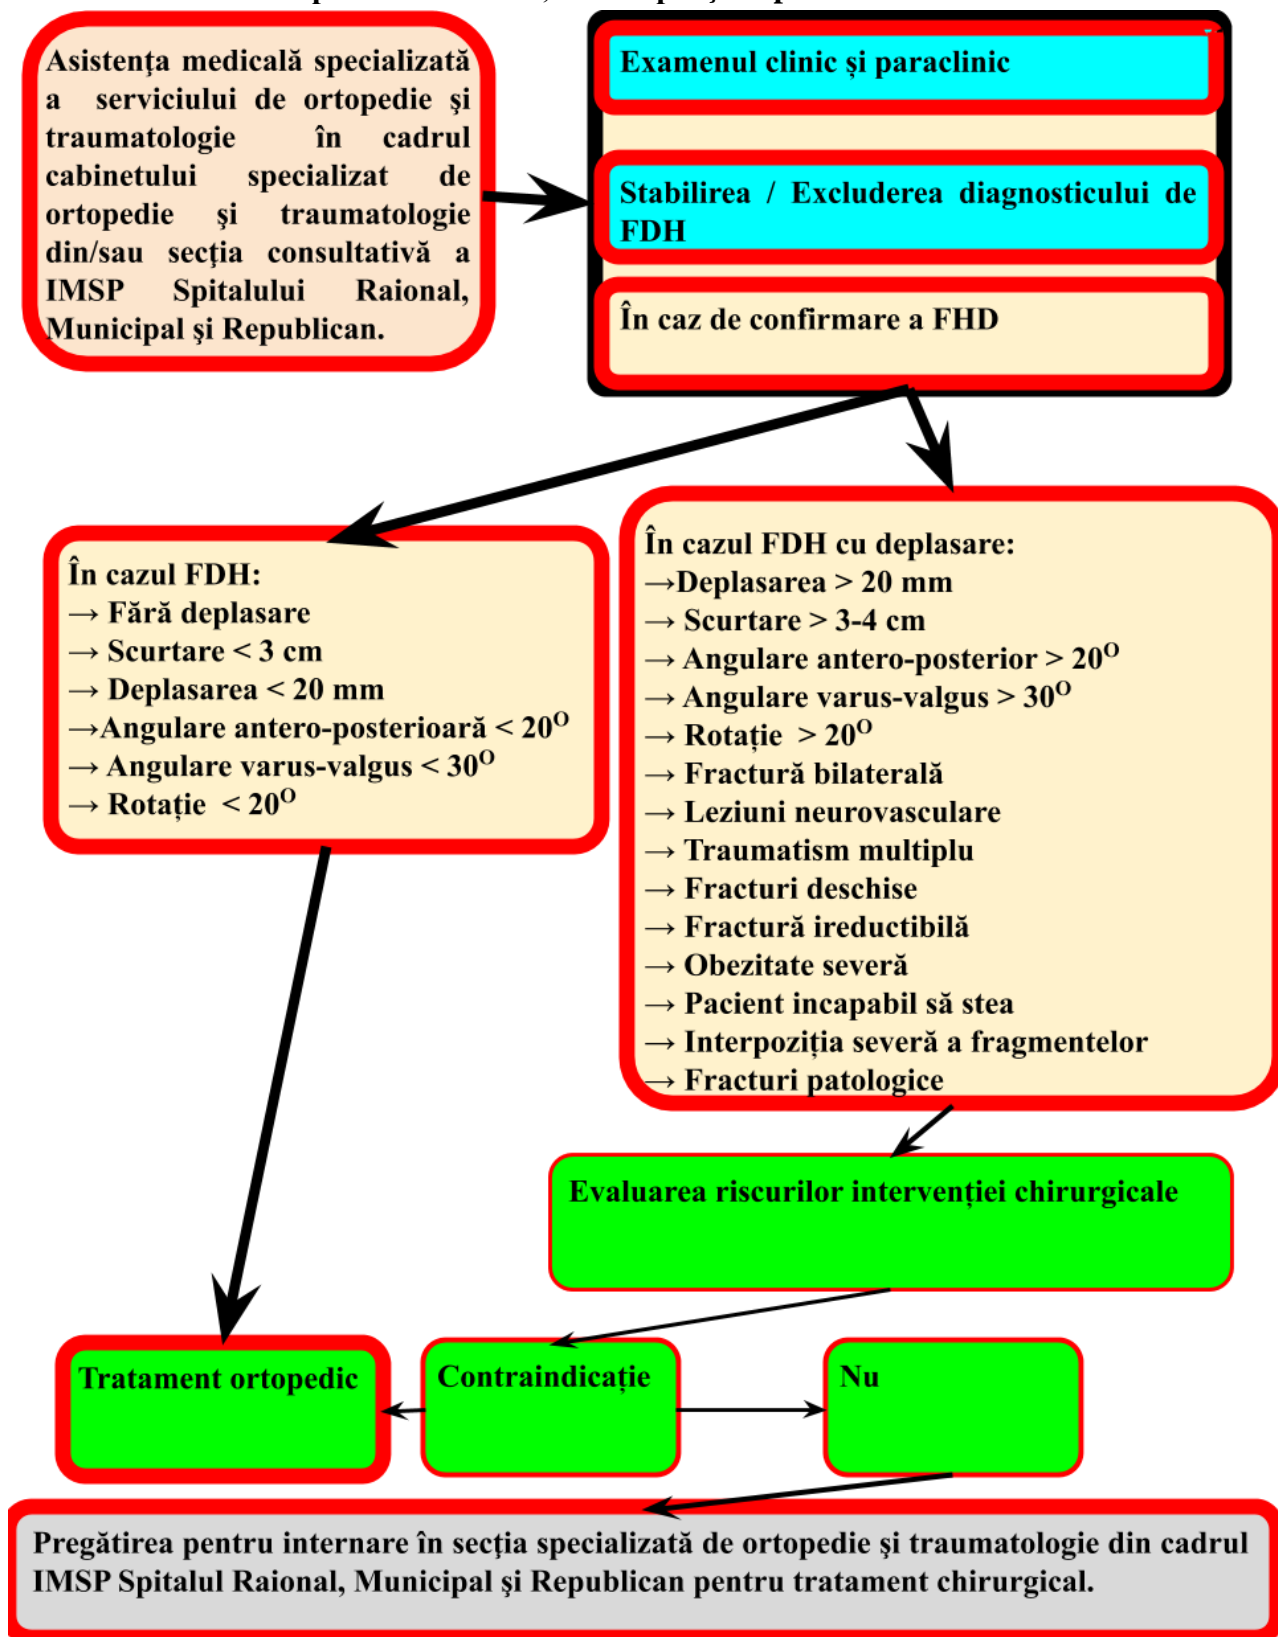 Asistenţa medicală specializată
a serviciului de ortopedie şi
traumatologie în cadrul
cabinetului specializat de
ortopedie şi traumatologie
din/sau secţia consultativă a
IMSP Spitalului Raional,
Municipal şi Republican.
Examenul clinic și paraclinic
Stabilirea / Excluderea diagnosticului de
FDH
În caz de confirmare a FHD
În cazul FDH:
→ Fără deplasare
→ Scurtare < 3 cm
→ Deplasarea < 20 mm
→Angulare antero-posterioară < 20ᴼ
→ Angulare varus-valgus < 30ᴼ
→ Rotație < 20ᴼ
În cazul FDH cu deplasare:
→Deplasarea > 20 mm
→ Scurtare > 3-4 cm
→ Angulare antero-posterior > 20ᴼ
→ Angulare varus-valgus > 30ᴼ
→ Rotație > 20ᴼ
→ Fractură bilaterală
→ Leziuni neurovasculare
→ Traumatism multiplu
→ Fracturi deschise
→ Fractură ireductibilă
→ Obezitate severă
→ Pacient incapabil să stea
→ Interpoziția severă a fragmentelor
→ Fracturi patologice
Evaluarea riscurilor intervenției chirurgicale
Tratament ortopedic
Contraindicație
Nu
Pregătirea pentru internare în secţia specializată de ortopedie şi traumatologie din cadrul
IMSP Spitalul Raional, Municipal şi Republican pentru tratament chirurgical.